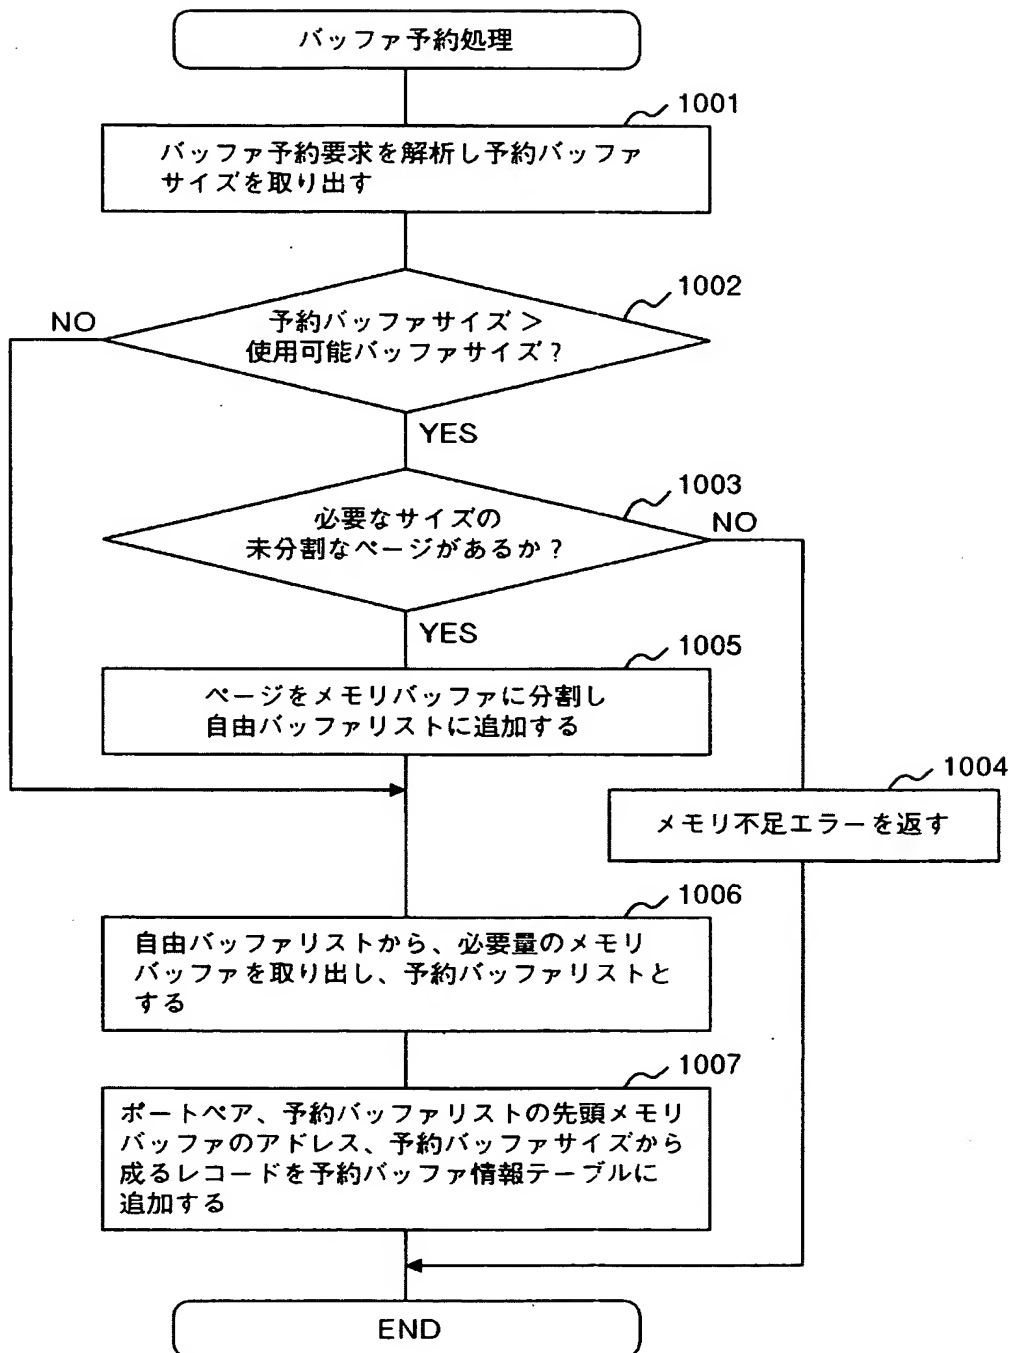 バッファ予約処理
1001
バッファ予約要求を解析し予約バッファ
サイズを取り出す
1002
予約バッファサイズ >
使用可能バッファサイズ?
NO
YES
1003
必要なサイズの
未分割なページがあるか?
NO
YES
1005
ページをメモリバッファに分割し
自由バッファリストに追加する
1004
メモリ不足エラーを返す
1006
自由バッファリストから、必要量のメモリ
バッファを取り出し、予約バッファリストと
する
1007
ポートペア、予約バッファリストの先頭メモリ
バッファのアドレス、予約バッファサイズから
成るレコードを予約バッファ情報テーブルに
追加する
END